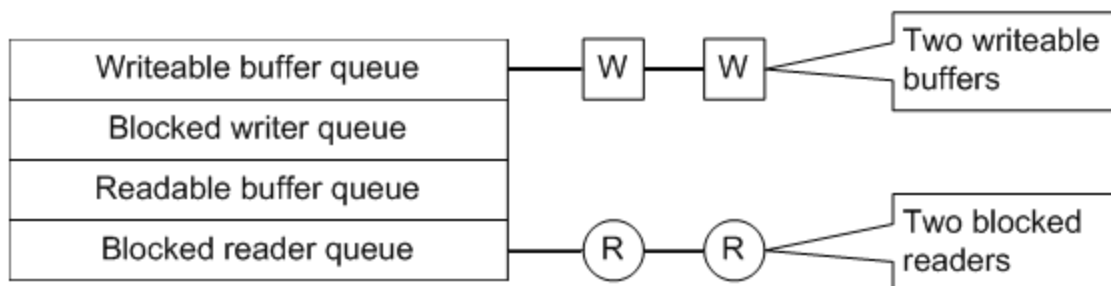 Writeable buffer queue
W
W
Two writeable
buffers
Blocked writer queue
Readable buffer queue
Blocked reader queue
R
R
Two blocked
readers